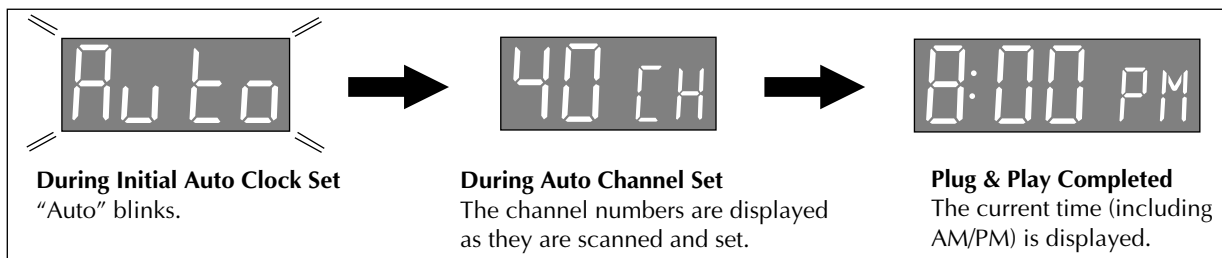 Auto
40 CH
8:00 PM
During Initial Auto Clock Set
“Auto” blinks.
During Auto Channel Set
The channel numbers are displayed
as they are scanned and set.
Plug & Play Completed
The current time (including
AM/PM) is displayed.